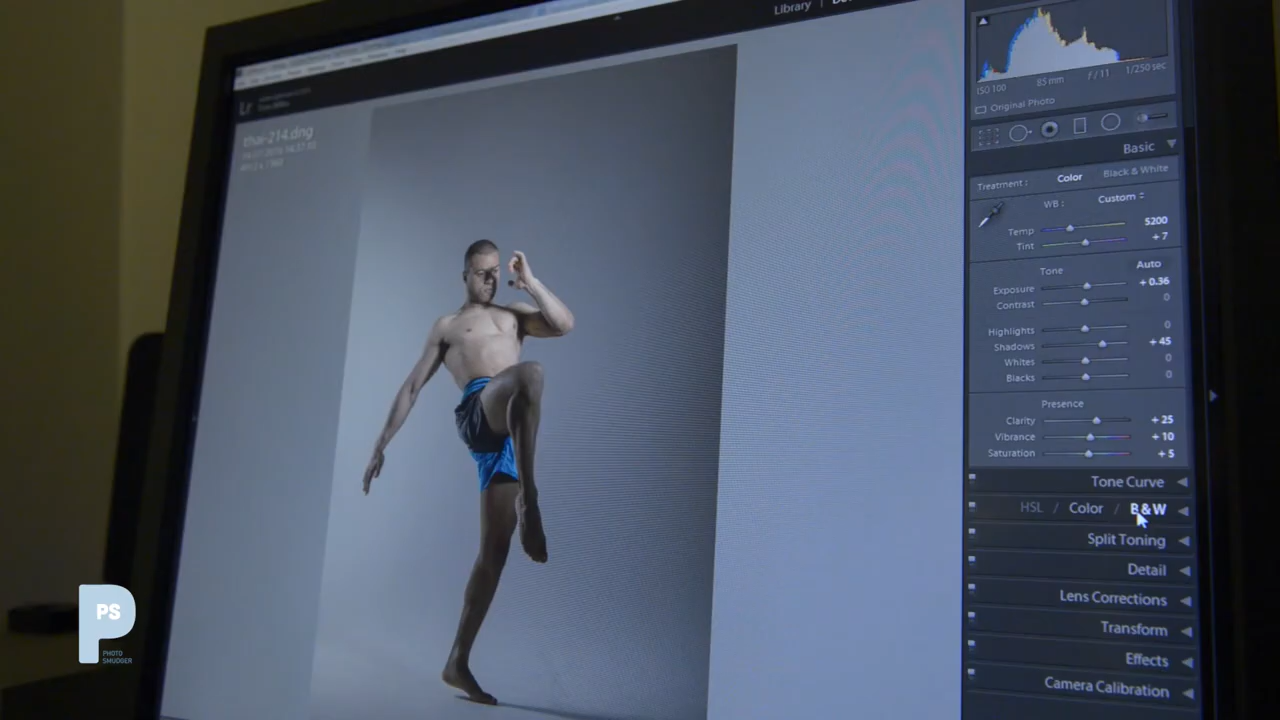 Library
Lr
thai-214.dng
ISO 100 85 mm f / 11 1/250 sec
Original Photo
Basic
Treatment : Color Black & White
WB : Custom
Temp 5200
Tint + 7
Tone Auto
Exposure + 0.36
Contrast 0
Highlights 0
Shadows + 45
Whites 0
Blacks 0
Presence
Clarity + 25
Vibrance + 10
Saturation + 5
Tone Curve
HSL / Color / B & W
Split Toning
Detail
Lens Corrections
Transform
Effects
Camera Calibration
PS
PHOTO
SMUDGER